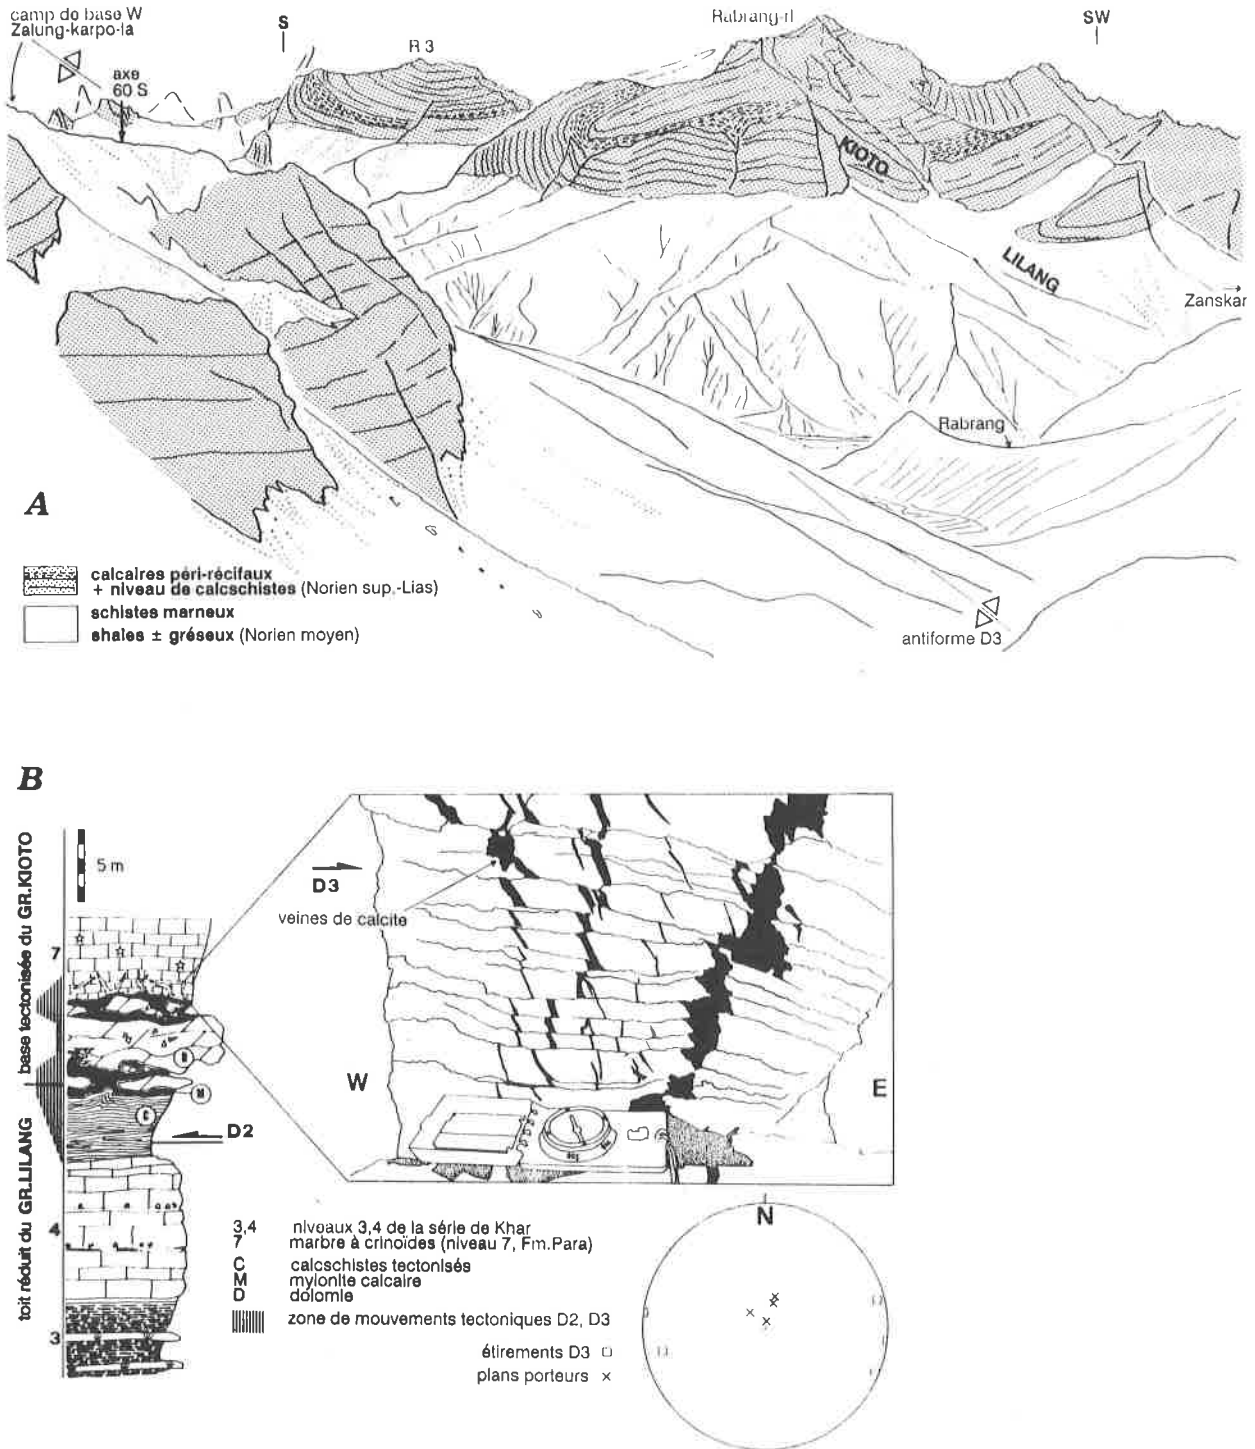 camp de base W
Zalung-karpo-la
S
R 3
Rabrang-ri
SW
axe
60 S
KIOTO
LILANG
Zanskar
Rabrang
A
calcaires péri-récifaux
+ niveau de calcschistes (Norien sup.-Lias)
schistes marneux
shales ± gréseux (Norien moyen)
antiforme D3
B
base tectonisée du GR.KIOTO
toit réduit du GR.LILANG
5 m
7
4
3
D
M
C
D2
D3
veines de calcite
W
E
3,4 niveaux 3,4 de la série de Khar
7 marbre à crinoïdes (niveau 7, Fm.Para)
C calcschistes tectonisés
M mylonite calcaire
D dolomie
zone de mouvements tectoniques D2, D3
étirements D3
plans porteurs ×
N